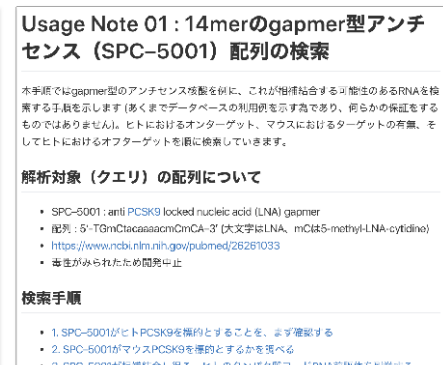 Usage Note 01 : 14merのgapmer型アンチ
センス（SPC–5001）配列の検索
本手順ではgapmer型のアンチセンス核酸を例に、これが相補結合する可能性のあるRNAを検
索する手順を示します (あくまでデータベースの利用例を示す為であり、何らかの保証をする
ものではありません)。ヒトにおけるオンターゲット、マウスにおけるターゲットの有無、そ
してヒトにおけるオフターゲットを順に検索していきます。
解析対象（クエリ）の配列について
SPC–5001 : anti PCSK9 locked nucleic acid (LNA) gapmer
配列 : 5'-TGmCtacaaaacmCmCA–3' (大文字はLNA、mCは5-methyl-LNA-cytidine)
https://www.ncbi.nlm.nih.gov/pubmed/26261033
毒性がみられたため開発中止
検索手順
1. SPC–5001がヒトPCSK9を標的とすることを、まず確認する
2. SPC-5001がマウスPCSK9を標的とするかを調べる